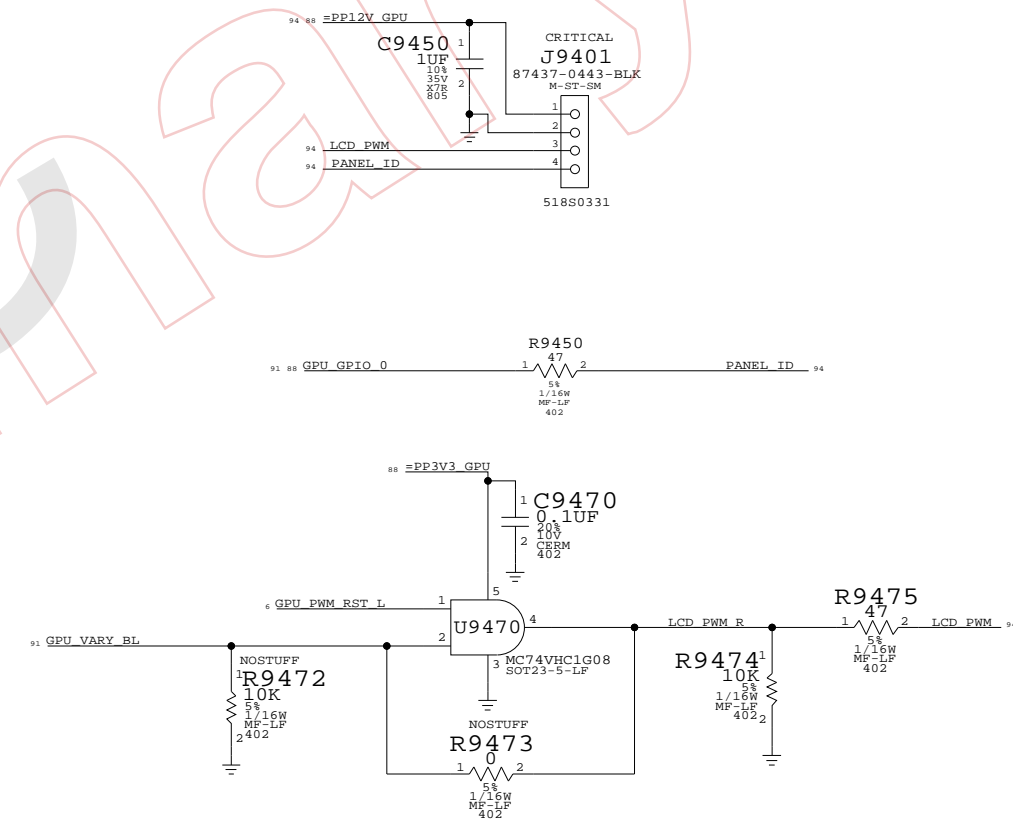 94 88 =PP12V_GPU
C9450
1
1UF
10%
35V
X7R
805
2
CRITICAL
J9401
87437-0443-BLK
M-ST-SM
1
2
3
4
94 LCD_PWM
94 PANEL_ID
518S0331
R9450
47
91 88 GPU_GPIO_0
1
2
PANEL_ID 94
5%
1/16W
MF-LF
402
88 =PP3V3_GPU
1 C9470
0.1UF
20%
10V
2 CERM
402
5
6 GPU_PWM_RST_L
1
91 GPU_VARY_BL
2
U9470
4
3 MC74VHC1G08
SOT23-5-LF
LCD_PWM_R
R9475
47
1
2
LCD_PWM
5%
1/16W
MF-LF
402
NOSTUFF
1 R9472
10K
5%
1/16W
MF-LF
2 402
R9474 1
10K
5%
1/16W
MF-LF
402 2
NOSTUFF
R9473
0
1
2
5%
1/16W
MF-LF
402